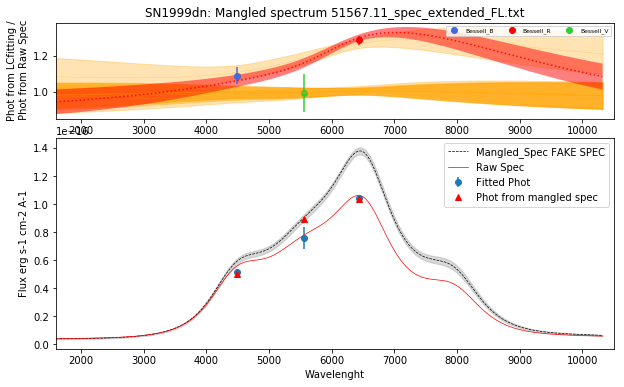 SN1999dn: Mangled spectrum 51567.11_spec_extended_FL.txt
Phot from LCfitting /
Phot from Raw Spec
1.2
1.0
Bessell_B
Bessell_R
Bessell_V
2000 3000 4000 5000 6000 7000 8000 9000 10000
1e−16
Flux erg s-1 cm-2 A-1
1.4
1.2
1.0
0.8
0.6
0.4
0.2
0.0
Mangled_Spec FAKE SPEC
Raw Spec
Fitted Phot
Phot from mangled spec
2000 3000 4000 5000 6000 7000 8000 9000 10000
Wavelenght